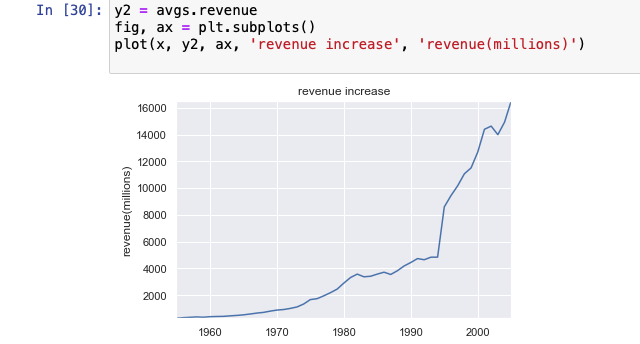 In [30]: y2 = avgs.revenue
fig, ax = plt.subplots()
plot(x, y2, ax, 'revenue increase', 'revenue(millions)')
revenue increase
16000
14000
12000
10000
8000
6000
4000
2000
revenue(millions)
1960 1970 1980 1990 2000